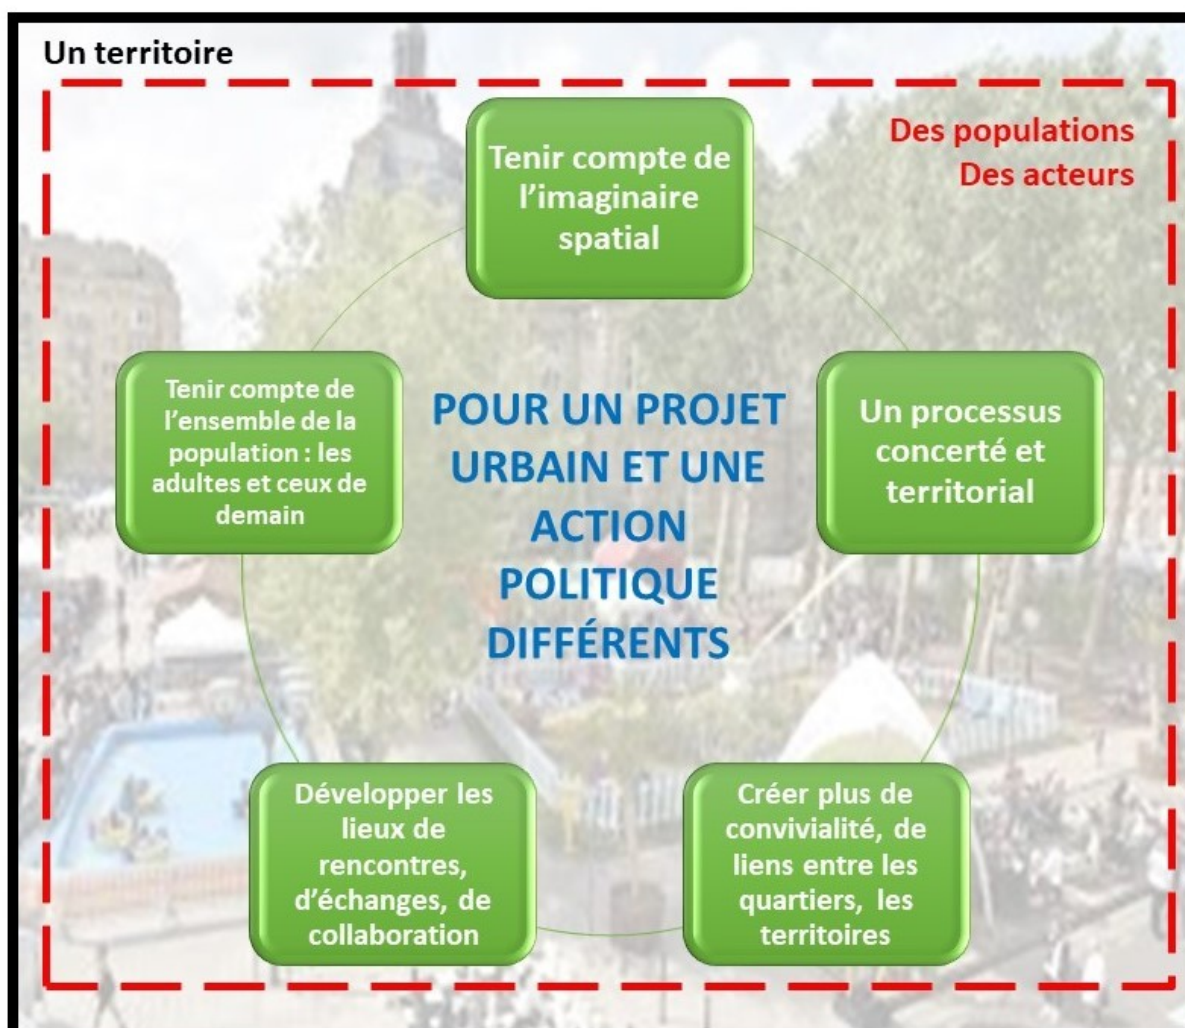 Un territoire
Des populations
Des acteurs
Tenir compte de
l’imaginaire
spatial
Tenir compte de
l’ensemble de la
population : les
adultes et ceux de
demain
POUR UN PROJET
URBAIN ET UNE
ACTION
POLITIQUE
DIFFÉRENTS
Un processus
concerté et
territorial
Développer les
lieux de
rencontres,
d’échanges, de
collaboration
Créer plus de
convivialité, de
liens entre les
quartiers, les
territoires